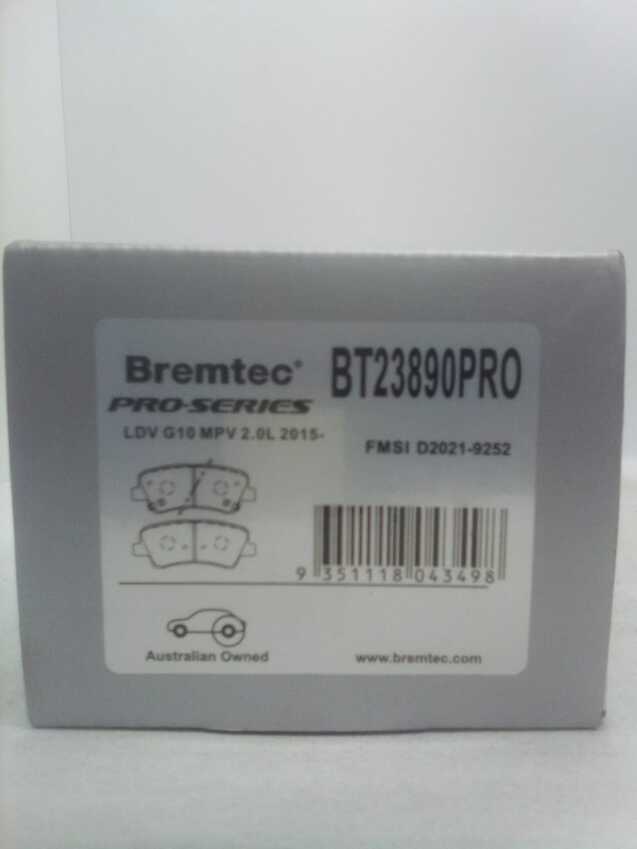 Bremtec® BT23890PRO
PRO-SERIES
LDV G10 MPV 2.0L 2015-
FMSI D2021-9252
9 351118 043498
Australian Owned
www.bremtec.com